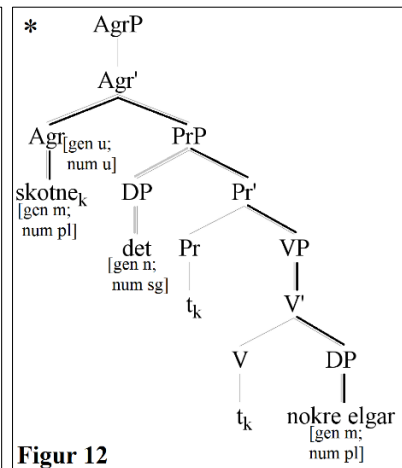 * AgrP
Agr'
Agr[gen u; PrP
num u]
skotnek DP Pr'
[gen m;
num pl]
det Pr VP
[gen n;
num sg]
tk V'
V DP
tk nokre elgar
[gen m;
num pl]
Figur 12